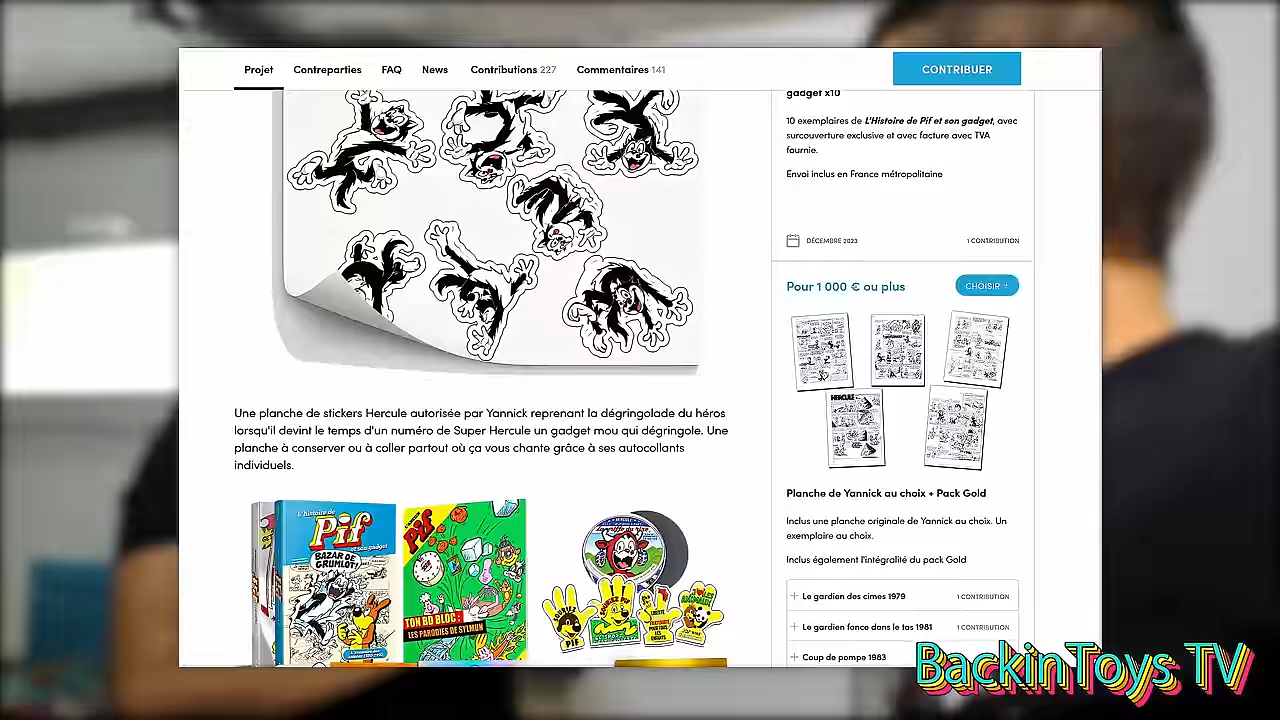 Projet Contreparties FAQ News Contributions 227 Commentaires 141
CONTRIBUER
gadget x10
10 exemplaires de L'Histoire de Pif et son gadget, avec
surcouverture exclusive et avec facture avec TVA
fournie.
Envoi inclus en France métropolitaine
DÉCEMBRE 2023 1 CONTRIBUTION
Pour 1 000 € ou plus CHOISIR
HERCULE
Planche de Yannick au choix + Pack Gold
Inclus une planche originale de Yannick au choix. Un
exemplaire au choix.
Inclus également l'intégralité du pack Gold
+ Le gardien des cimes 1979 1 CONTRIBUTION
+ Le gardien fonce dans le tas 1981 1 CONTRIBUTION
+ Coup de pompe 1983
Une planche de stickers Hercule autorisée par Yannick reprenant la dégringolade du héros
lorsqu'il devint le temps d'un numéro de Super Hercule un gadget mou qui dégringole. Une
planche à conserver ou à coller partout où ça vous chante grâce à ses autocollants
individuels.
L'histoire de
Pif
et son gadget
BAZAR DE
GRUMLOT!
Pif
TON BD BLOC :
LES PARODIES DE SYLMUN
PIF
BackinToys TV